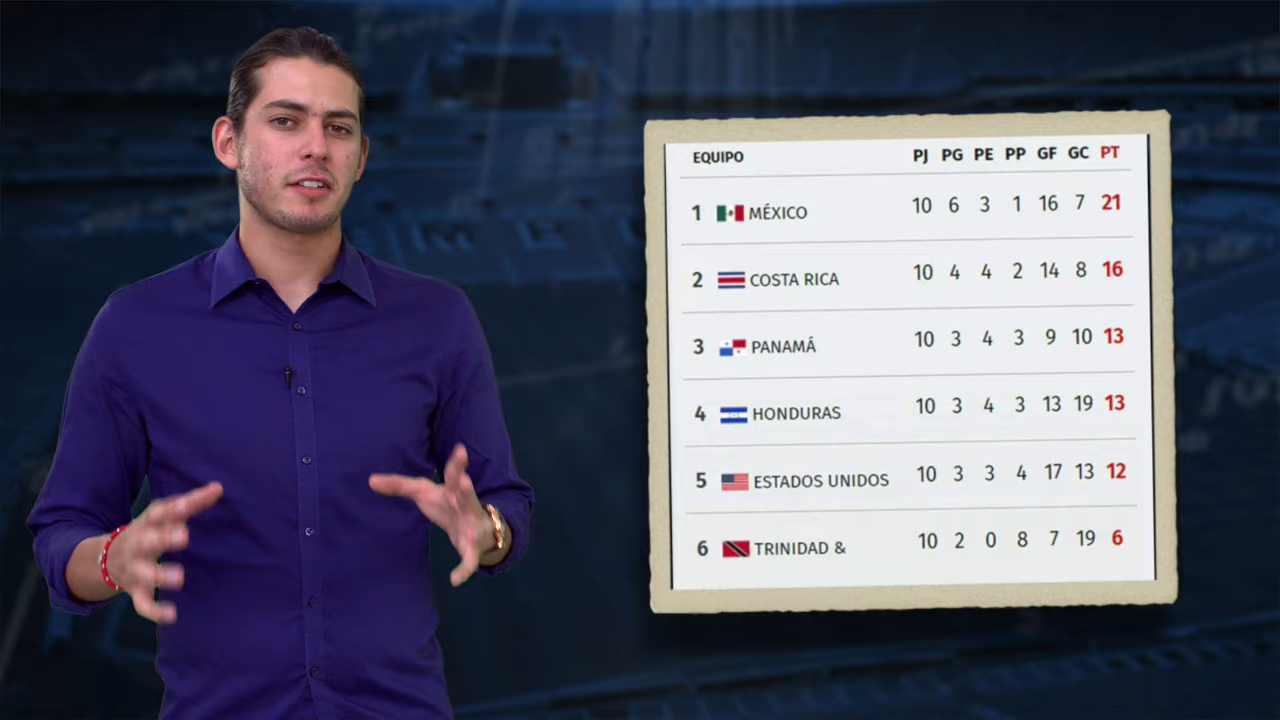 EQUIPO PJ PG PE PP GF GC PT
1 MÉXICO 10 6 3 1 16 7 21
2 COSTA RICA 10 4 4 2 14 8 16
3 PANAMÁ 10 3 4 3 9 10 13
4 HONDURAS 10 3 4 3 13 19 13
5 ESTADOS UNIDOS 10 3 3 4 17 13 12
6 TRINIDAD & 10 2 0 8 7 19 6